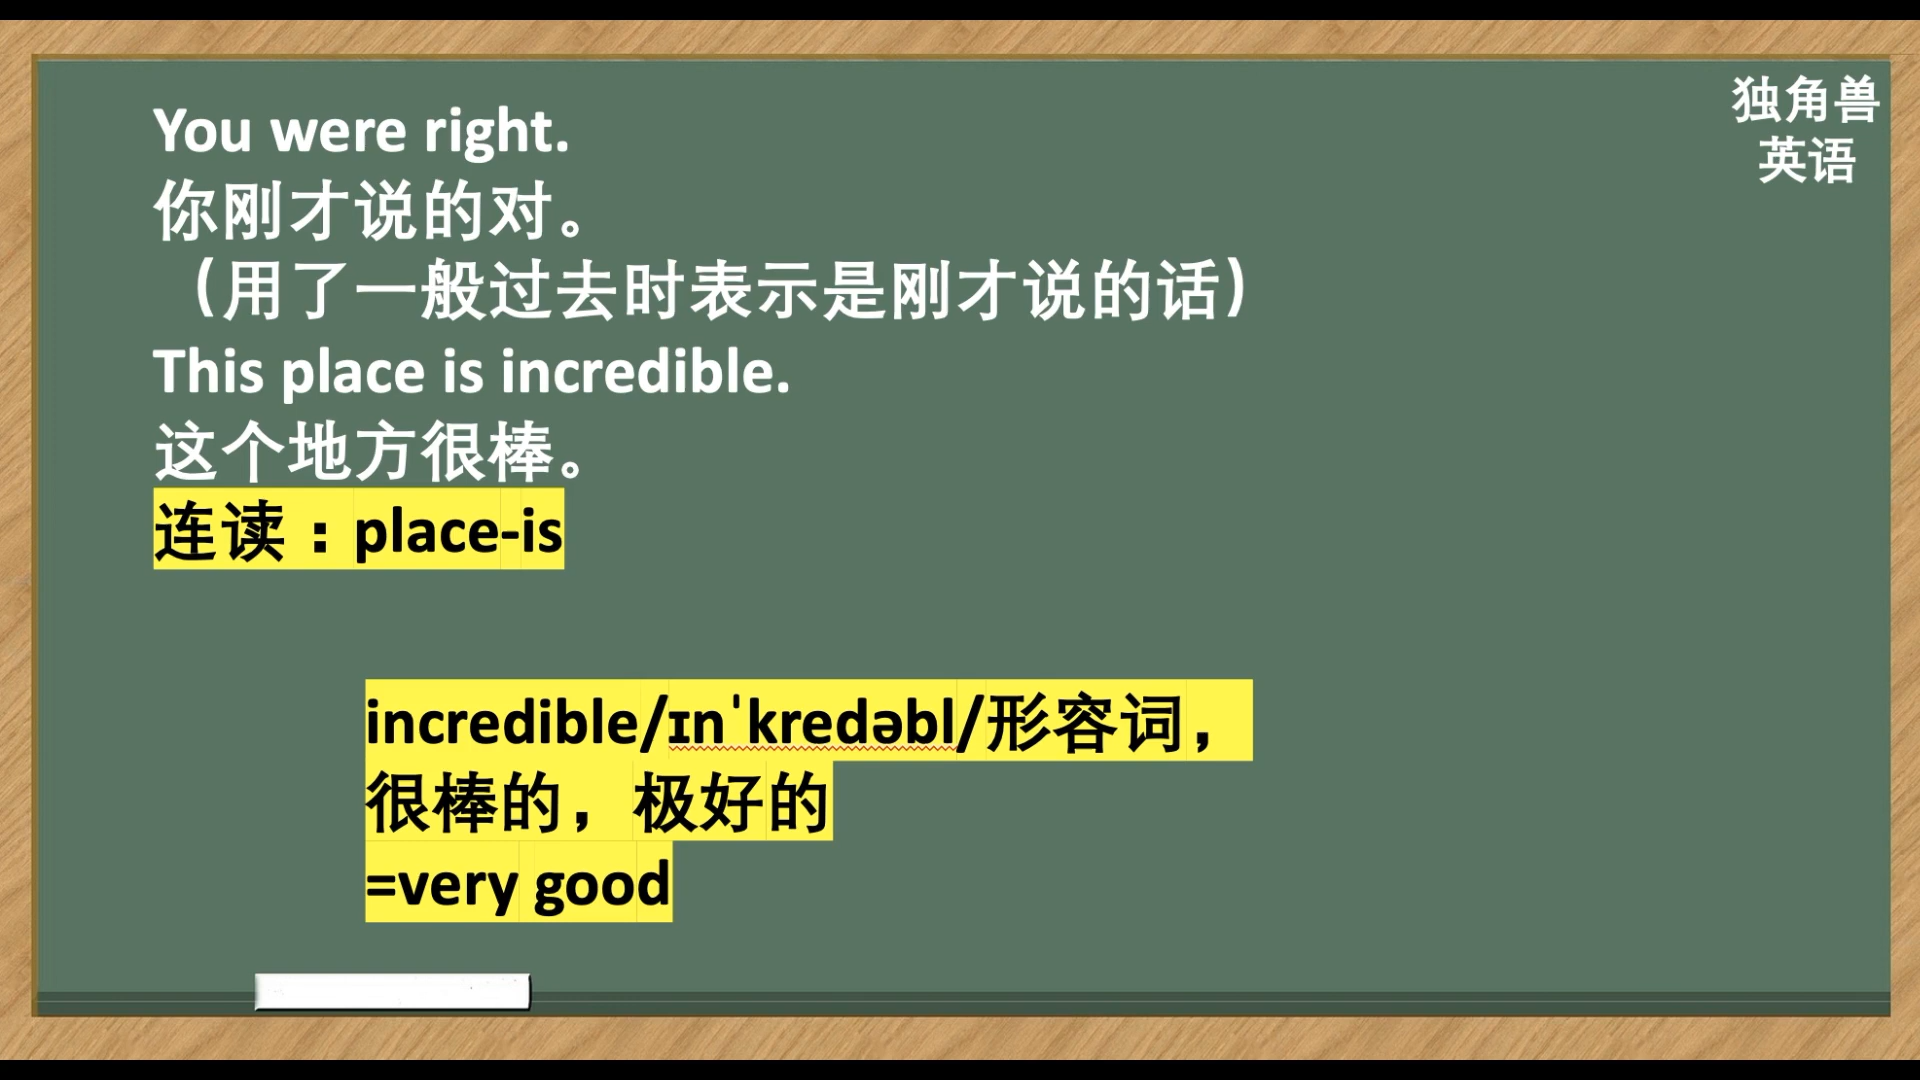 You were right.
你刚才说的对。
（用了一般过去时表示是刚才说的话）
This place is incredible.
这个地方很棒。
连读：place-is
incredible/ɪnˈkredəbl/形容词，
很棒的，极好的
=very good
独角兽
英语